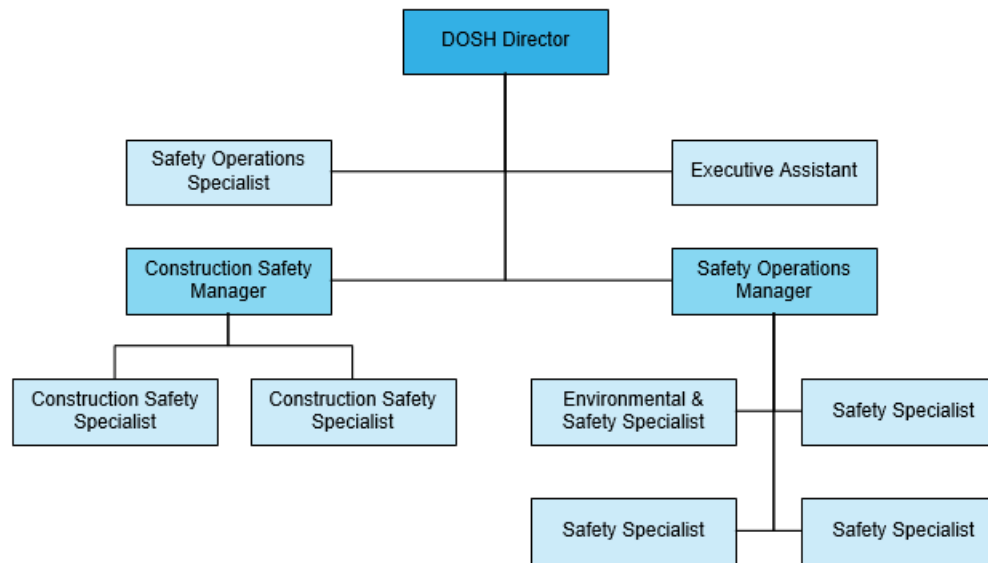 DOSH Director
Safety Operations
Specialist
Executive Assistant
Construction Safety
Manager
Safety Operations
Manager
Construction Safety
Specialist
Construction Safety
Specialist
Environmental &
Safety Specialist
Safety Specialist
Safety Specialist
Safety Specialist